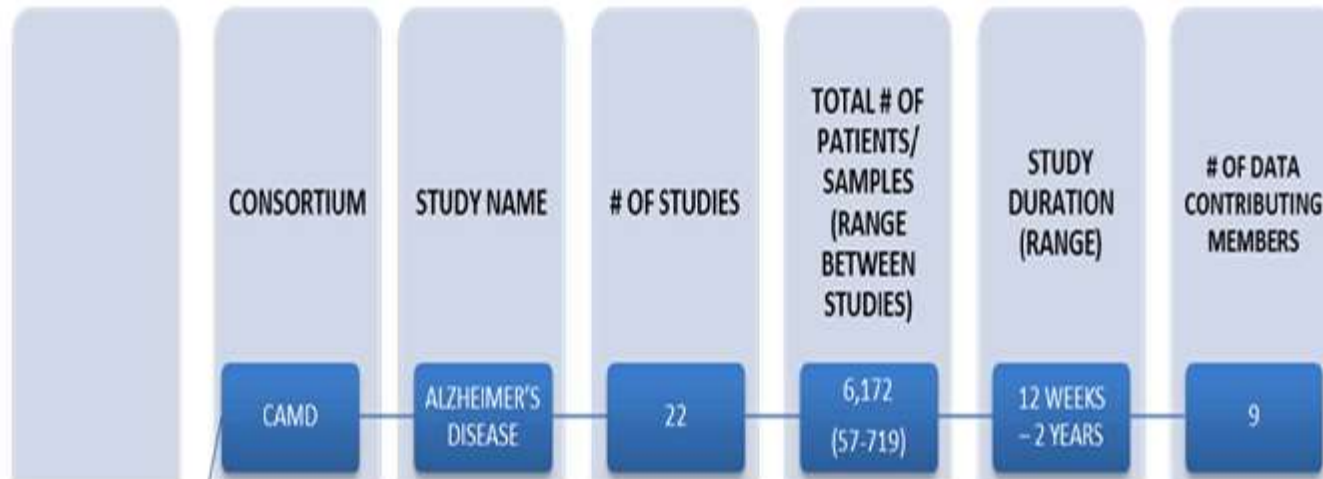 CONSORTIUM
STUDY NAME
# OF STUDIES
TOTAL # OF
PATIENTS/
SAMPLES
(RANGE
BETWEEN
STUDIES)
STUDY
DURATION
(RANGE)
# OF DATA
CONTRIBUTING
MEMBERS
CAMD
ALZHEIMER'S
DISEASE
22
6,172
(57-719)
12 WEEKS
– 2 YEARS
9